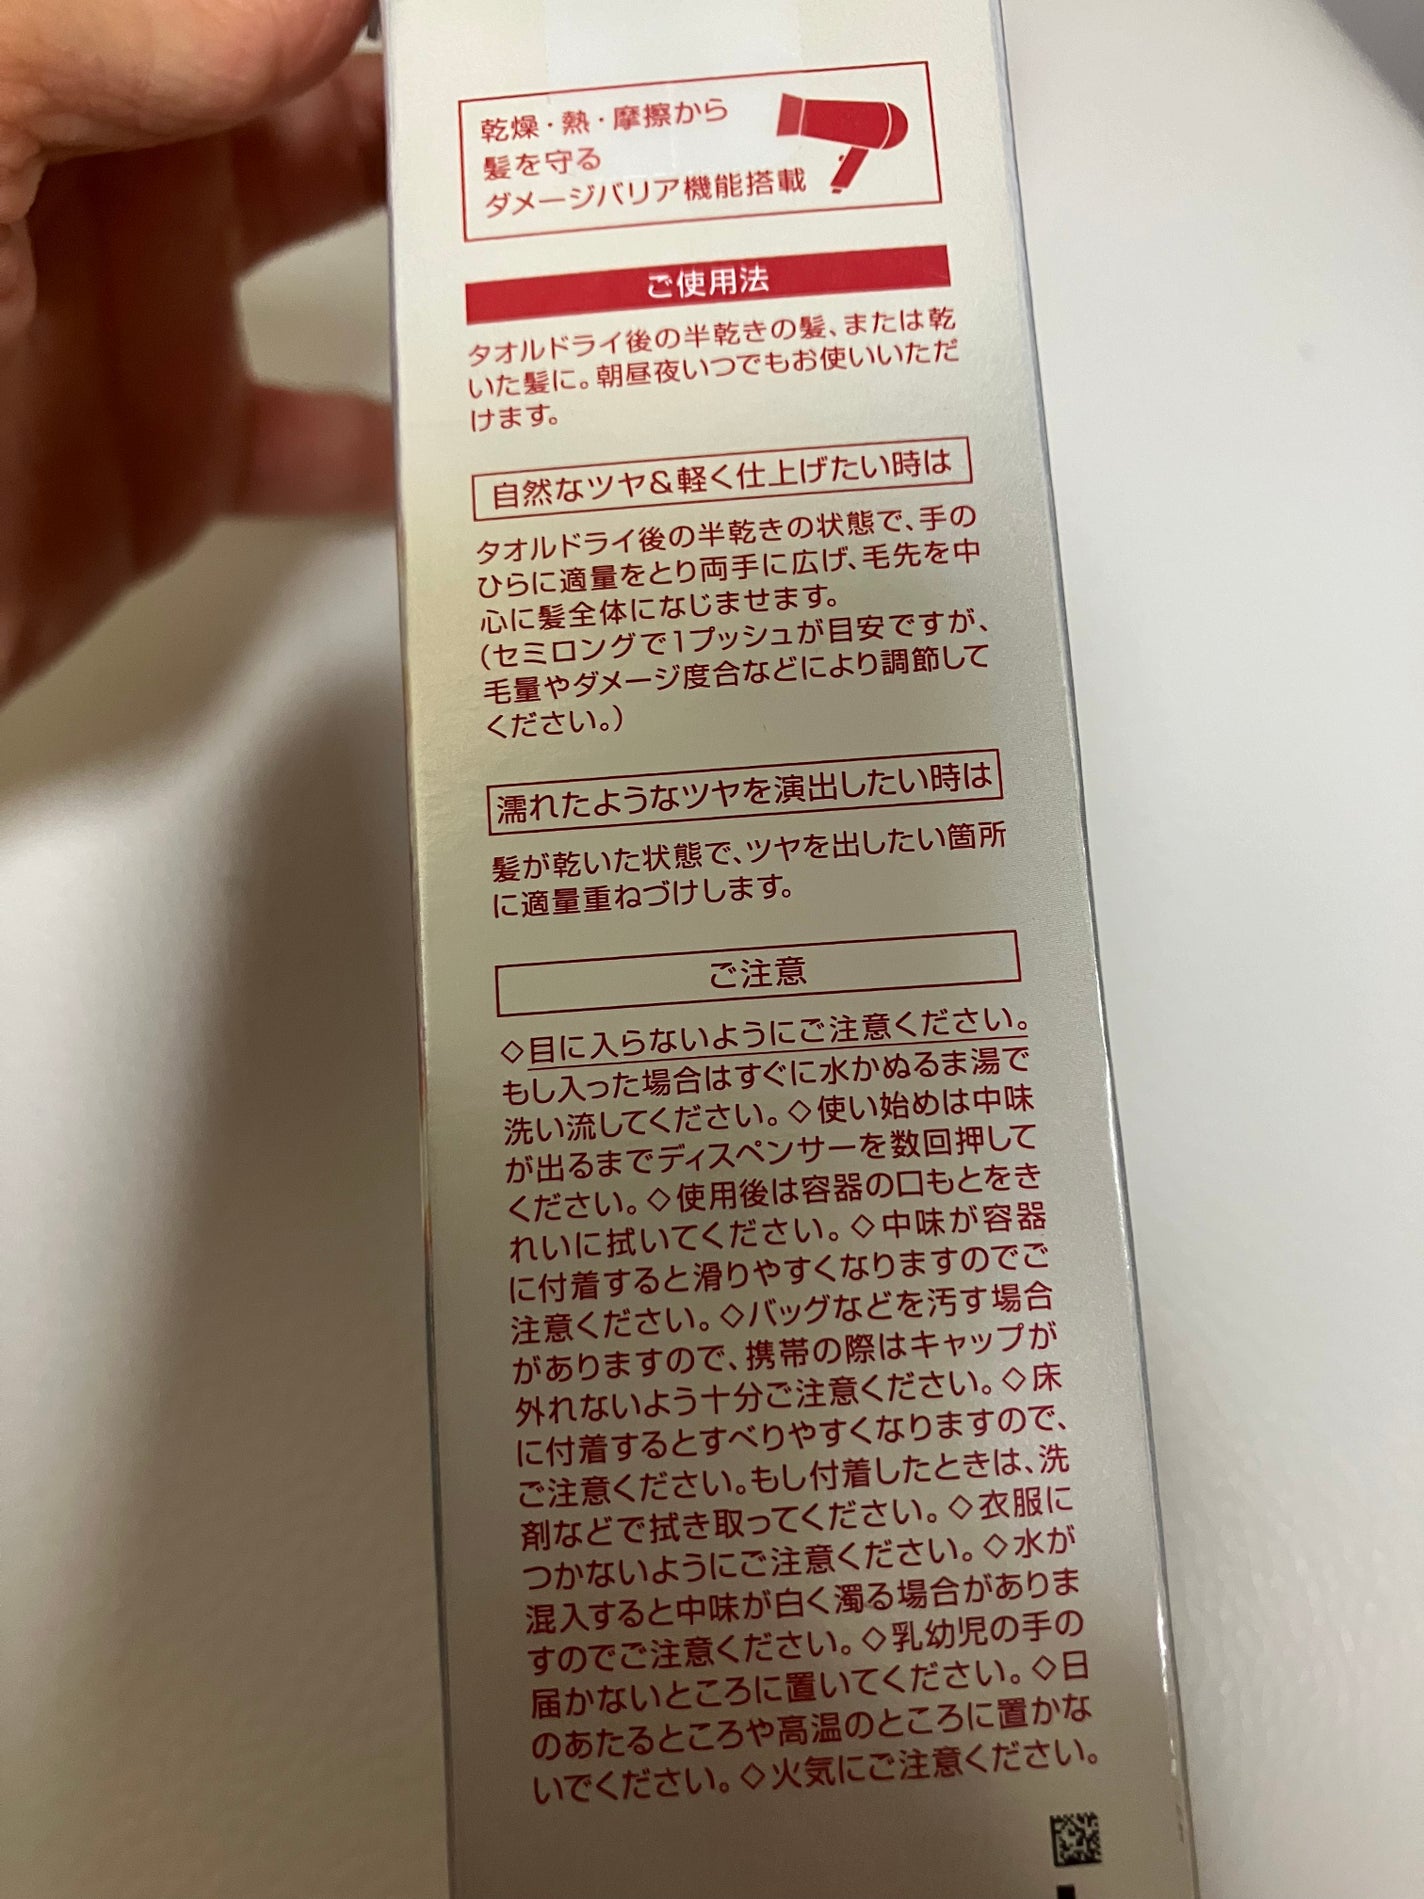 乾燥・熱・摩擦から
髪を守る
ダメージバリア機能搭載
ご使用法
タオルドライ後の半乾きの髪、または乾
いた髪に。朝昼夜いつでもお使いいただ
けます。
自然なツヤ&軽く仕上げたい時は
タオルドライ後の半乾きの状態で、手の
ひらに適量をとり両手に広げ、毛先を中
心に髪全体になじませます。
(セミロングで1プッシュが目安ですが、
毛量やダメージ度合などにより調節して
ください。)
濡れたようなツヤを演出したい時は
髪が乾いた状態で、ツヤを出したい箇所
に適量重ねづけします。
ご注意
◇目に入らないようにご注意ください。
もし入った場合はすぐに水かぬるま湯で
洗い流してください。◇使い始めは中味
が出るまでディスペンサーを数回押して
ください。◇使用後は容器の口もとをき
れいに拭いてください。◇中味が容器
に付着すると滑りやすくなりますのでご
注意ください。◇バッグなどを汚す場合
がありますので、携帯の際はキャップが
外れないよう十分ご注意ください。◇床
に付着するとすべりやすくなりますので、
ご注意ください。もし付着したときは、洗
剤などで拭き取ってください。◇衣服に
つかないようにご注意ください。◇水が
混入すると中味が白く濁る場合がありま
すのでご注意ください。◇乳幼児の手の
届かないところに置いてください。◇日
のあたるところや高温のところに置かな
いでください。◇火気にご注意ください。